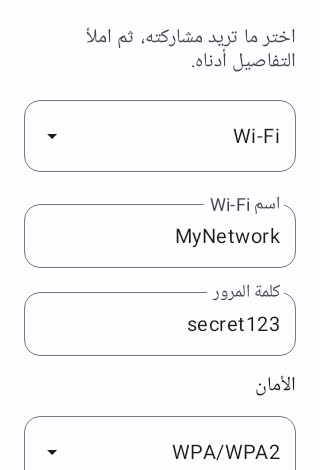 اختر ما تريد مشاركته، ثم املأ
التفاصيل أدناه.
Wi-Fi
اسم Wi-Fi
MyNetwork
كلمة المرور
secret123
الأمان
WPA/WPA2